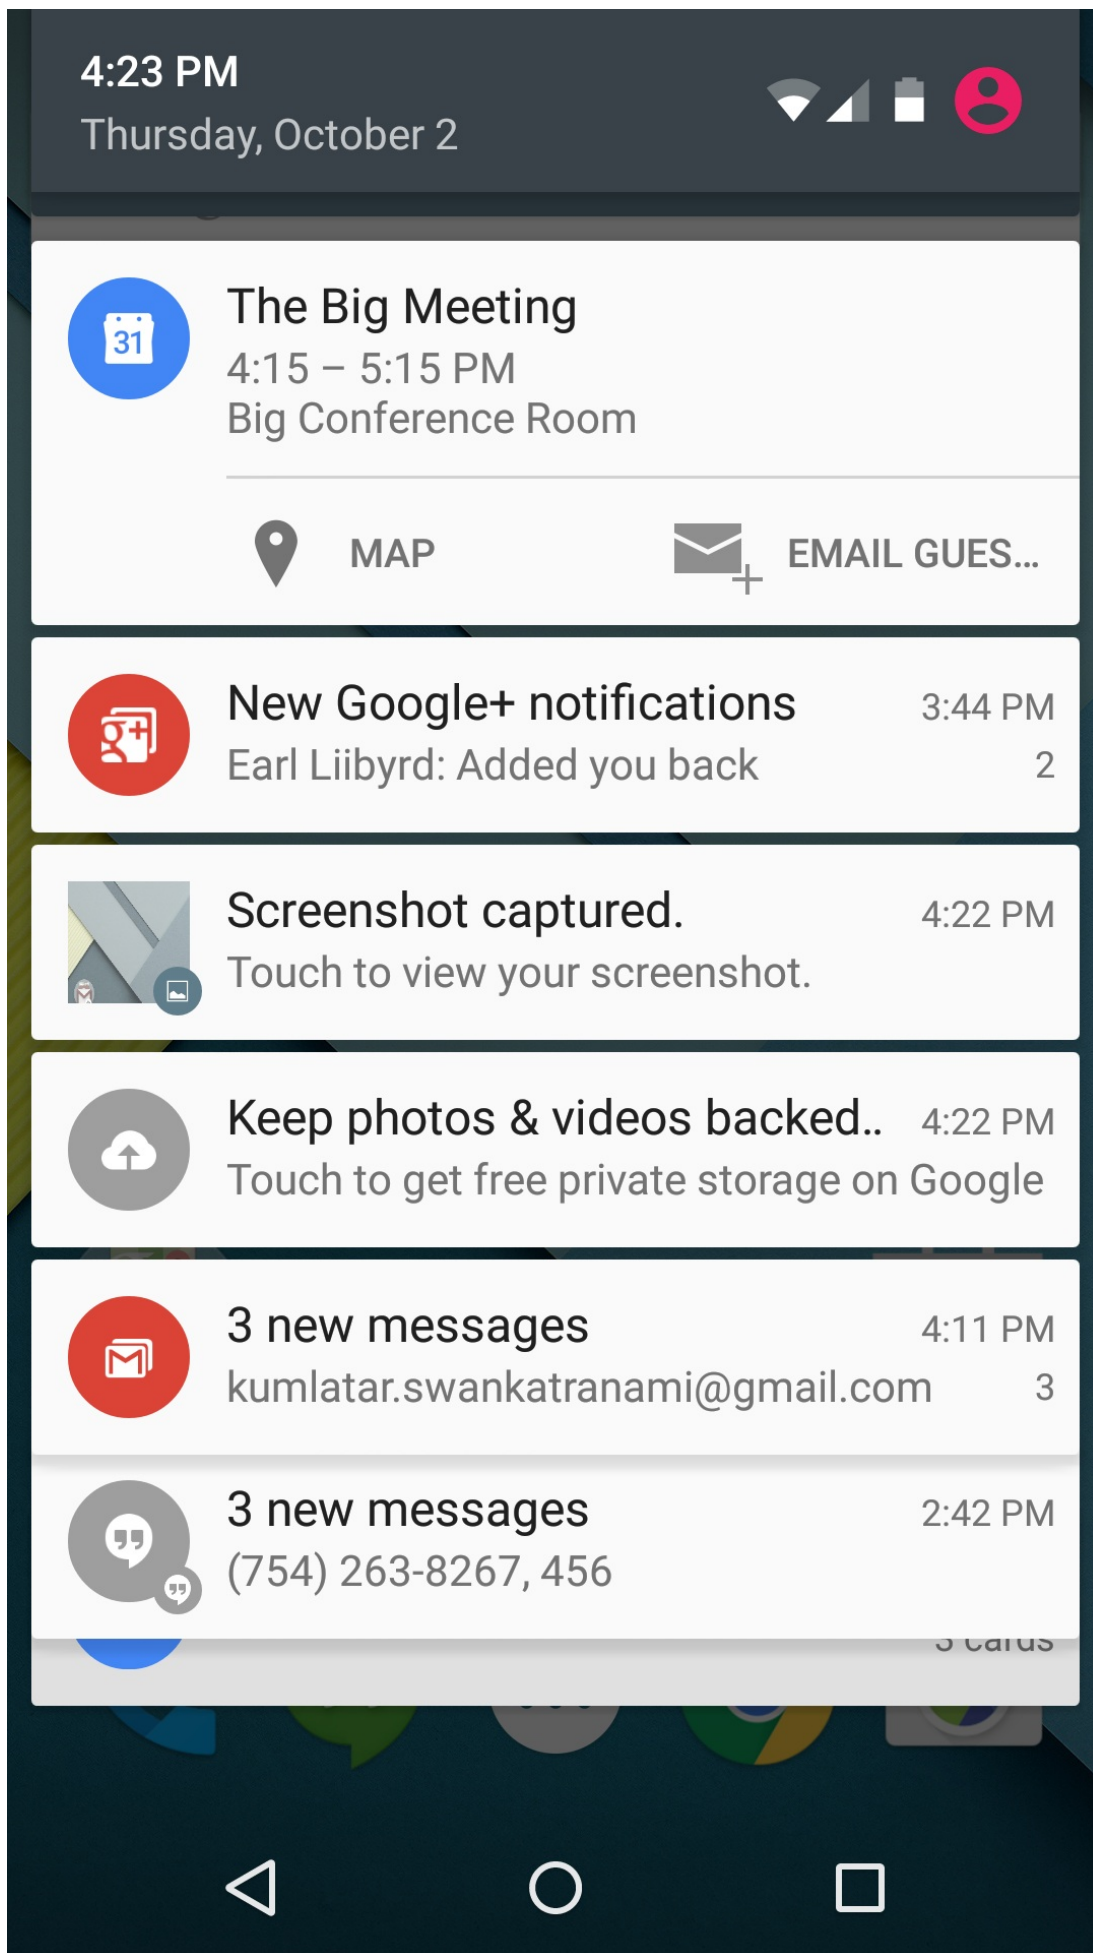 4:23 PM
Thursday, October 2
31
The Big Meeting
4:15 – 5:15 PM
Big Conference Room
MAP
EMAIL GUES...
New Google+ notifications
3:44 PM
Earl Liibyrd: Added you back
2
Screenshot captured.
4:22 PM
Touch to view your screenshot.
Keep photos & videos backed..
4:22 PM
Touch to get free private storage on Google
3 new messages
4:11 PM
kumlatar.swankatranami@gmail.com
3
3 new messages
2:42 PM
(754) 263-8267, 456
3 cards